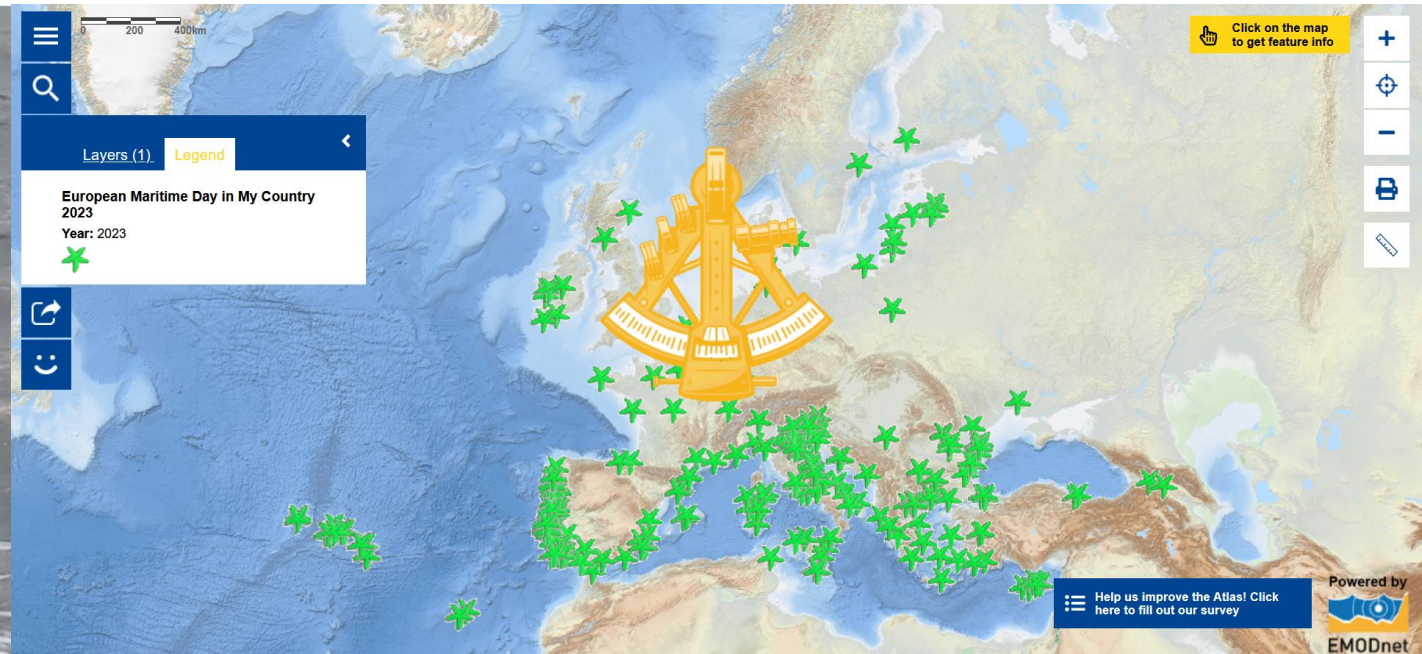 0 200 400km
Click on the map
to get feature info
Layers (1) Legend
European Maritime Day in My Country
2023
Year: 2023
Help us improve the Atlas! Click
here to fill out our survey
Powered by
EMODnet